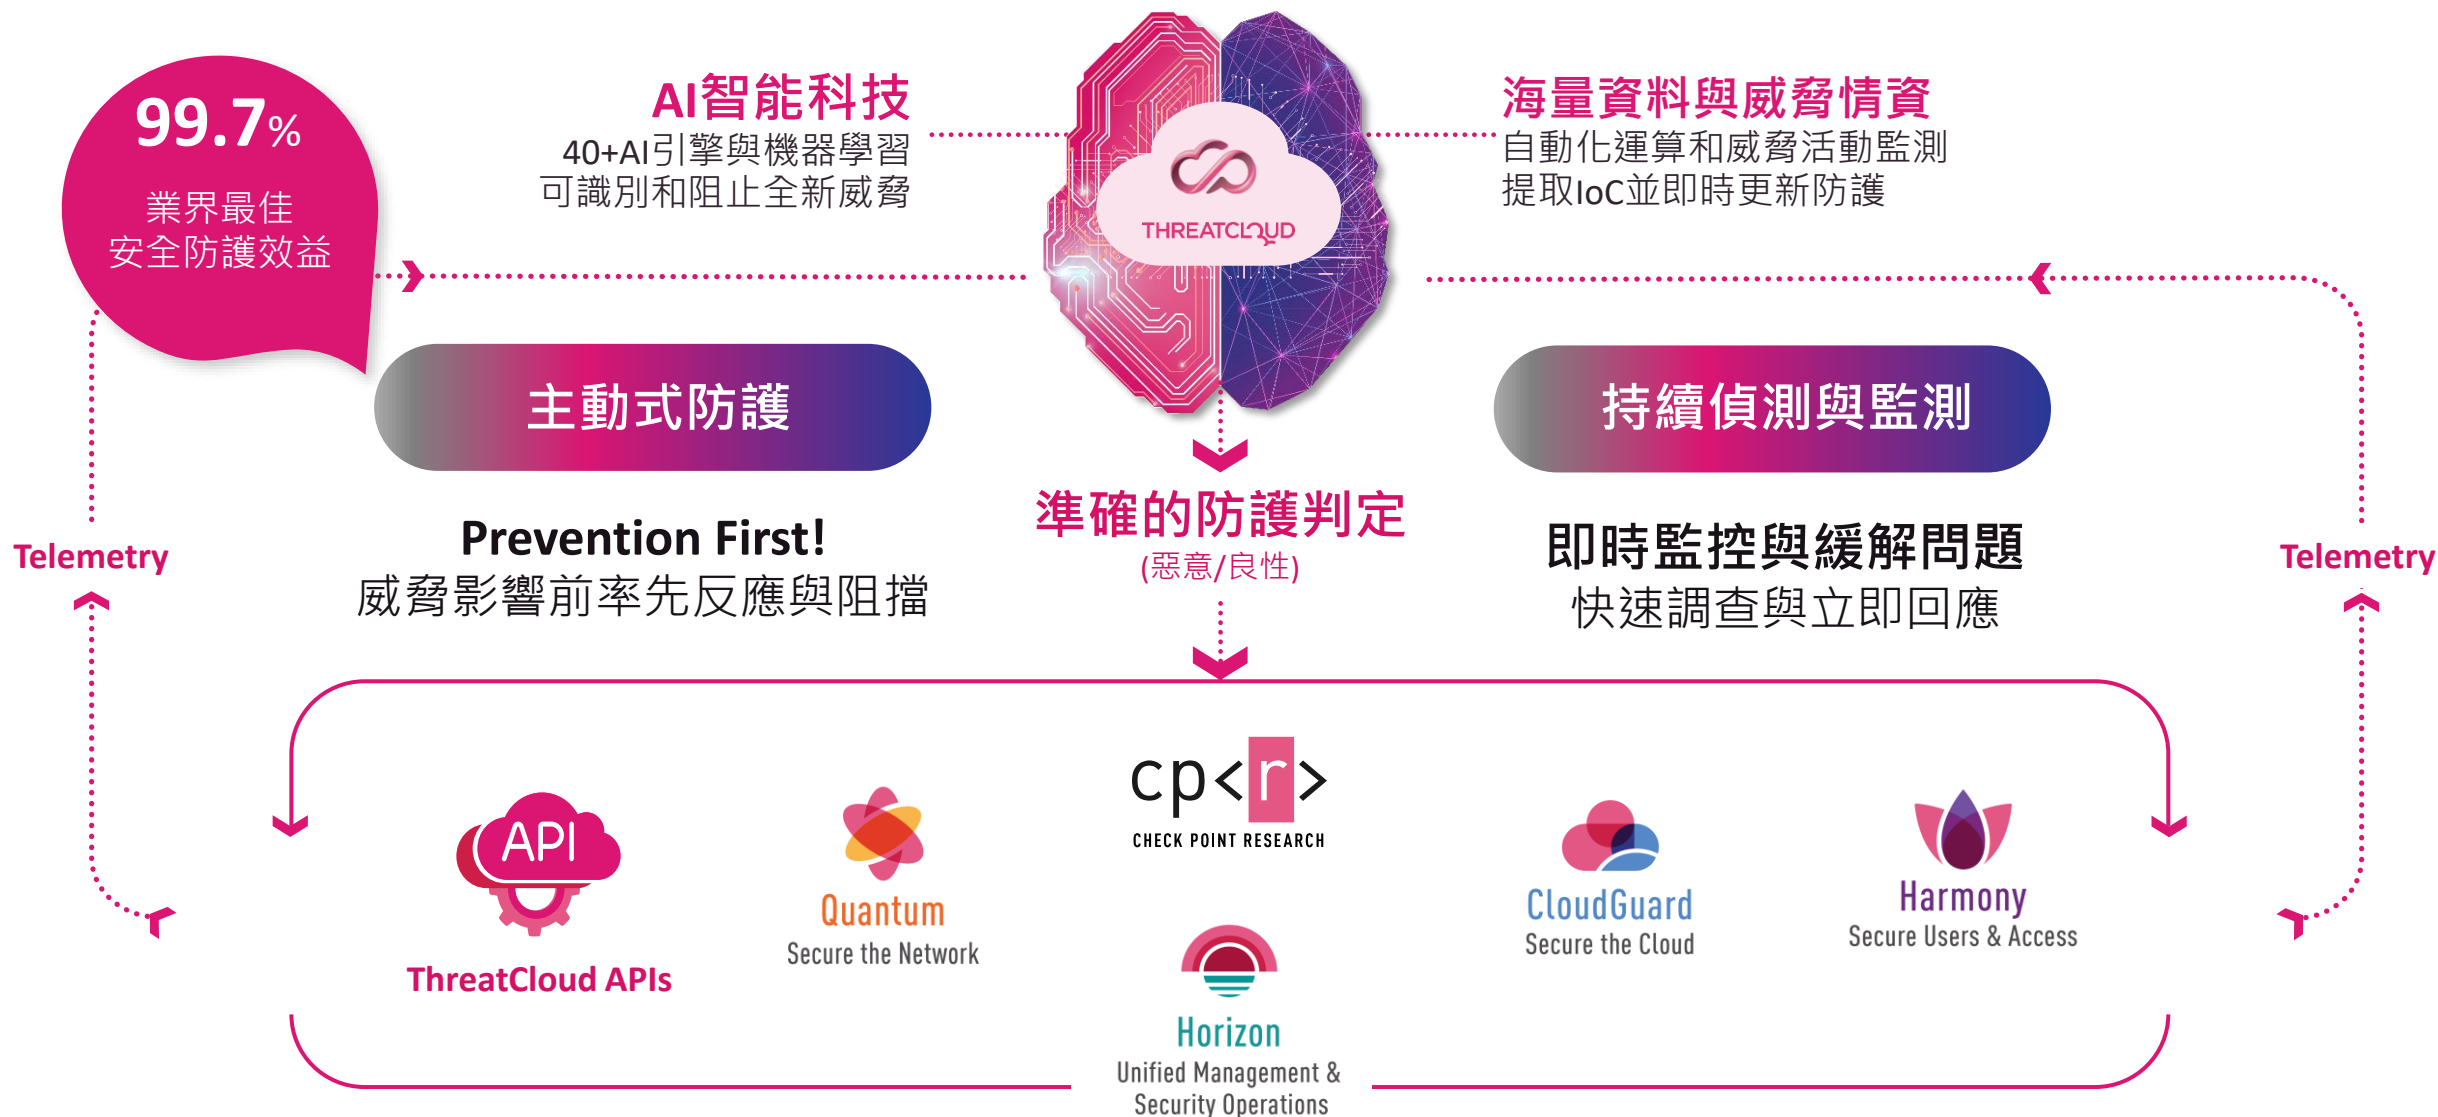 99.7%
業界最佳
安全防護效益
AI智能科技
40+AI引擎與機器學習
可識別和阻止全新威脅
THREATCLOUD
海量資料與威脅情資
自動化運算和威脅活動監測
提取IoC並即時更新防護
主動式防護
Prevention First!
威脅影響前率先反應與阻擋
準確的防護判定
(惡意/良性)
持續偵測與監測
即時監控與緩解問題
快速調查與立即回應
Telemetry
Telemetry
API
ThreatCloud APIs
Quantum
Secure the Network
cp<r>
CHECK POINT RESEARCH
Horizon
Unified Management &
Security Operations
CloudGuard
Secure the Cloud
Harmony
Secure Users & Access